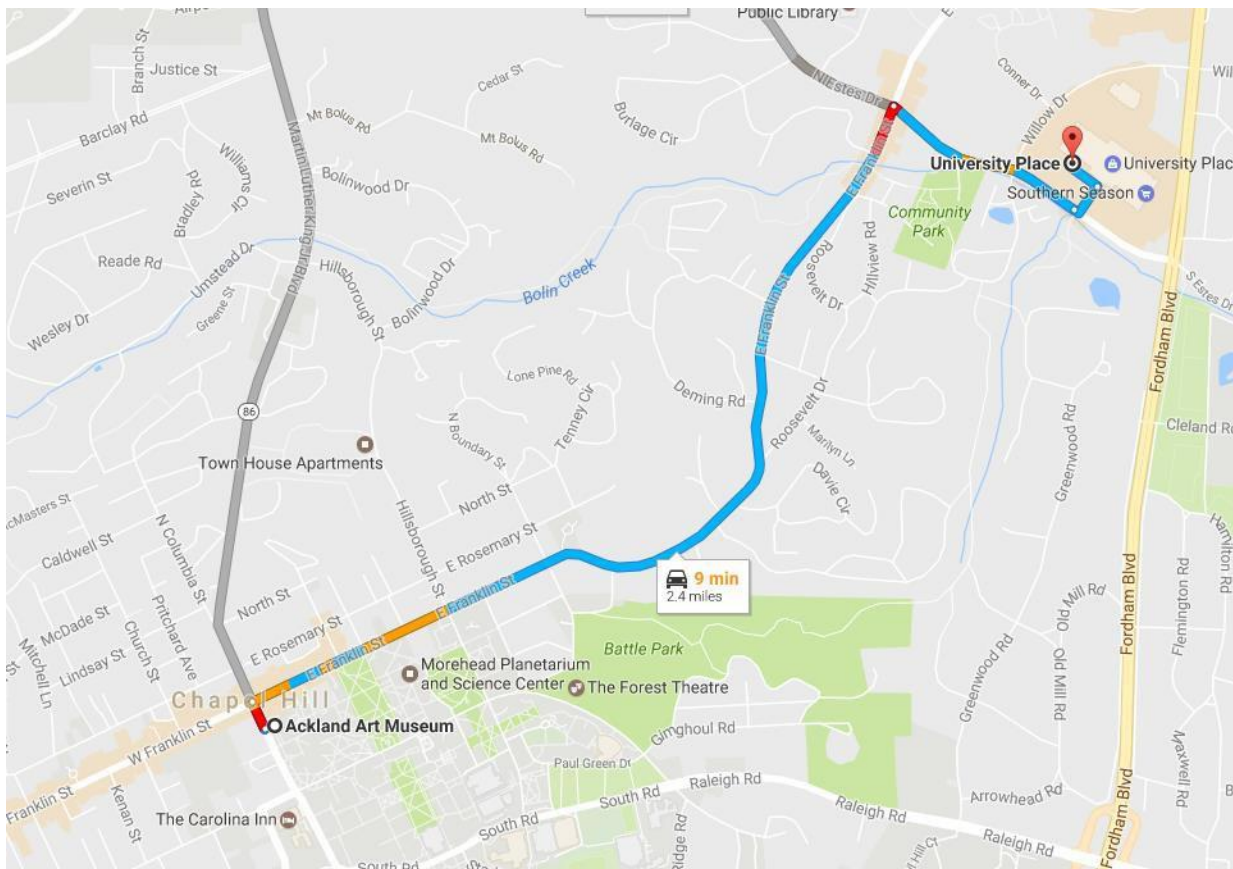 Public Library
Branch St
Justice St
Barclay Rd
Cedar St
Mt Bolus Rd
Mt Bolus Rd
Burlage Cir
N Estes Dr
Conner Dr
Willow Dr
Severin St
Williams Cir
Bradley Rd
Bolinwood Dr
Martin Luther King Jr Blvd
E Franklin St
University Place
University Plac
Southern Season
Community
Park
Reade Rd
Umstead Dr
Greene St
Hillsborough St
Bolinwood Dr
Bolin Creek
Roosevelt Dr
Hillview Rd
S Estes Dr
Wesley Dr
E Franklin St
Fordham Blvd
Lone Pine Rd
Deming Rd
Roosevelt Dr
86
Tenney Cir
N Boundary St
Marilyn Ln
Davie Cir
Greenwood Rd
Cleland Rd
Town House Apartments
North St
McMasters St
Caldwell St
N Columbia St
Hillsborough St
E Rosemary St
Hamilton Rd
9 min
2.4 miles
E Franklin St
North St
McDade St
Pritchard Ave
Church St
Lindsay St
Mitchell Ln
E Rosemary St
E Franklin St
Old Mill Rd
Flemington Rd
Fordham Blvd
Greenwood Rd
Old Mill Rd
Battle Park
Morehead Planetarium
and Science Center
The Forest Theatre
Chapel Hill
Ackland Art Museum
W Franklin St
Gimghoul Rd
Paul Green Dr
Raleigh Rd
Maxwell Rd
Franklin St
Kenan St
South Rd
Arrowhead Rd
Raleigh Rd
The Carolina Inn
South Rd
Ridge Rd
Raleigh Rd
Fordham Blvd
South Rd